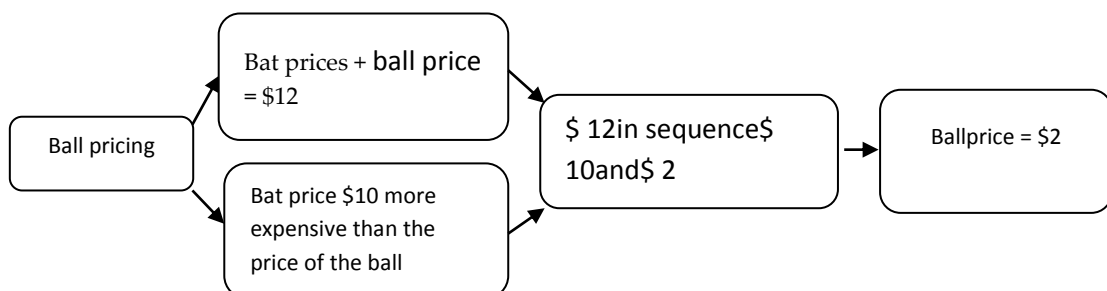 Ball pricing
Bat prices + ball price
= $12
Bat price $10 more
expensive than the
price of the ball
$ 12in sequence$
10and$ 2
Ballprice = $2